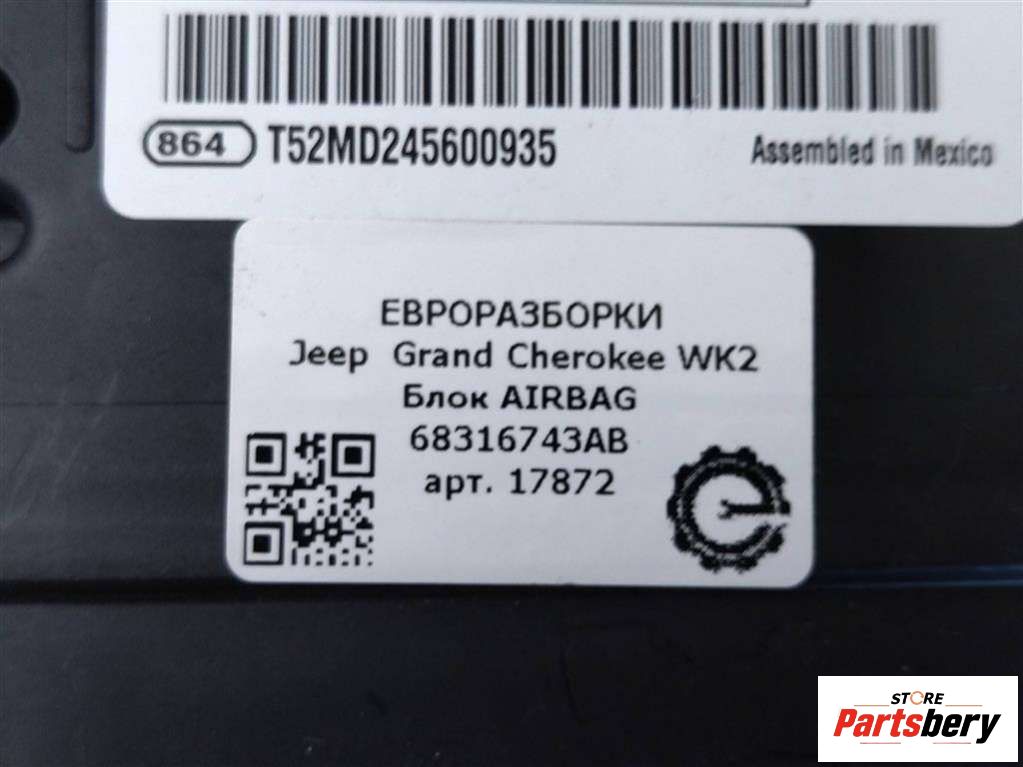 864 T52MD245600935 Assembled in Mexico
ЕВРОРАЗБОРКИ
Jeep Grand Cherokee WK2
Блок AIRBAG
68316743AB
арт. 17872
STORE
Partsbery